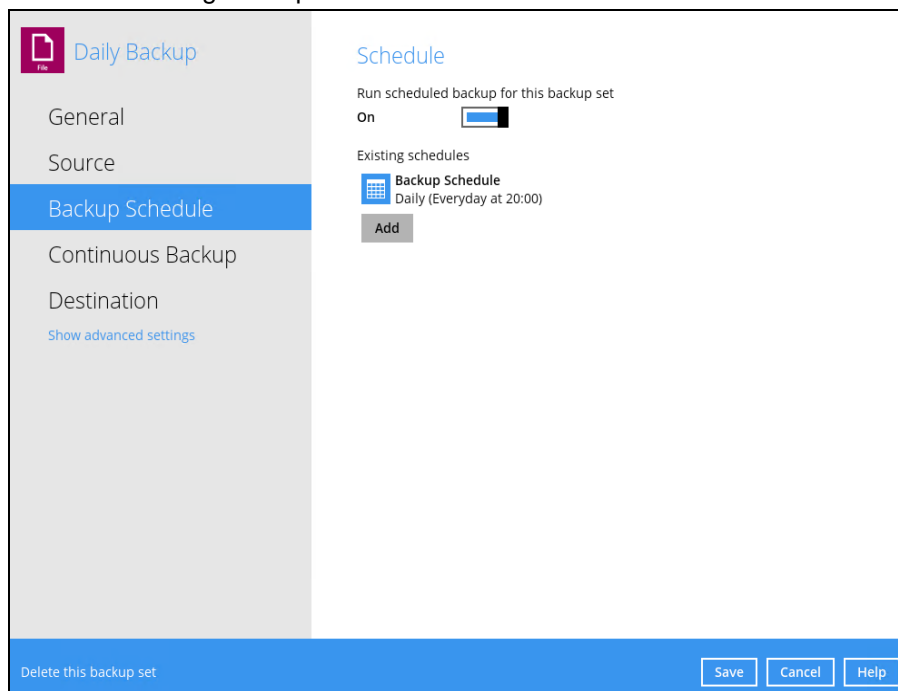 File
Daily Backup
General
Source
Backup Schedule
Continuous Backup
Destination
Show advanced settings
Schedule
Run scheduled backup for this backup set
On
Existing schedules
Backup Schedule
Daily (Everyday at 20:00)
Add
Delete this backup set
Save
Cancel
Help